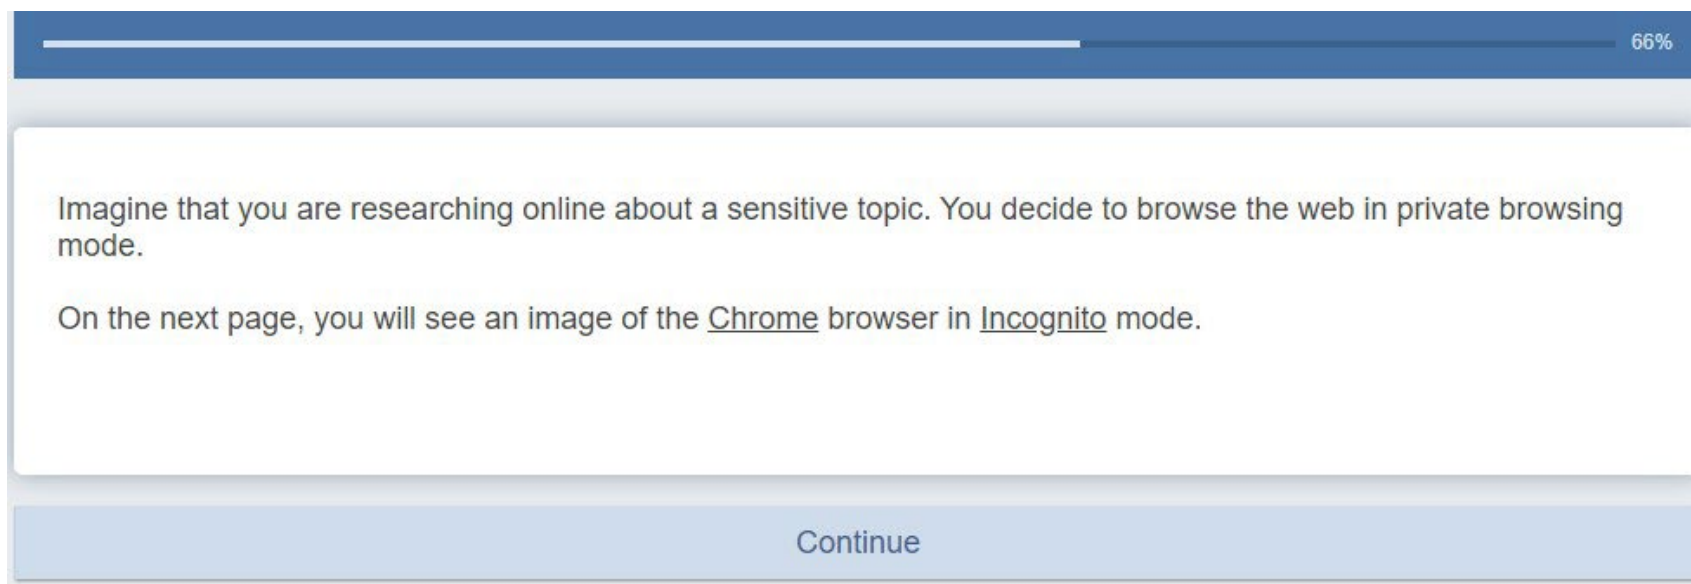 66%
Imagine that you are researching online about a sensitive topic. You decide to browse the web in private browsing
mode.
On the next page, you will see an image of the Chrome browser in Incognito mode.
Continue